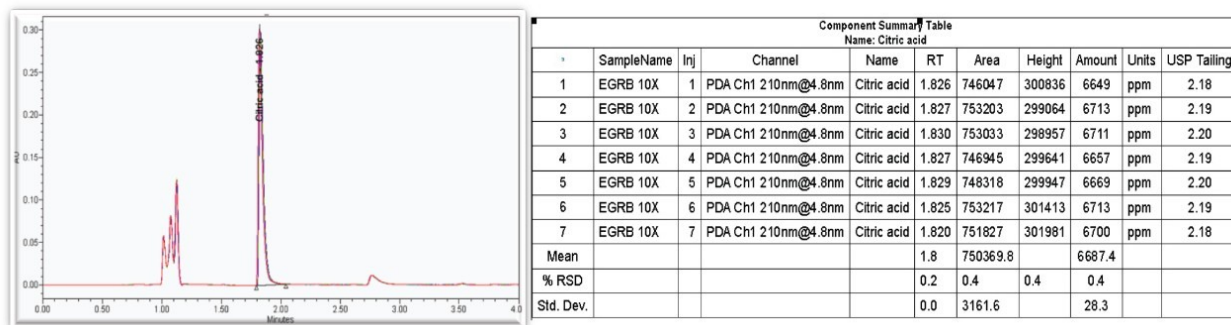 0.30
0.25
0.20
0.15
0.10
0.05
0.00
AU
Citric acid - 1.826
0.00 0.50 1.00 1.50 2.00 2.50 3.00 3.50 4.0
Minutes
Component Summary Table
Name: Citric acid
SampleName Inj Channel Name RT Area Height Amount Units USP Tailing
1 EGRB 10X 1 PDA Ch1 210nm@4.8nm Citric acid 1.826 746047 300836 6649 ppm 2.18
2 EGRB 10X 2 PDA Ch1 210nm@4.8nm Citric acid 1.827 753203 299064 6713 ppm 2.19
3 EGRB 10X 3 PDA Ch1 210nm@4.8nm Citric acid 1.830 753033 298957 6711 ppm 2.20
4 EGRB 10X 4 PDA Ch1 210nm@4.8nm Citric acid 1.827 746945 299641 6657 ppm 2.19
5 EGRB 10X 5 PDA Ch1 210nm@4.8nm Citric acid 1.829 748318 299947 6669 ppm 2.20
6 EGRB 10X 6 PDA Ch1 210nm@4.8nm Citric acid 1.825 753217 301413 6713 ppm 2.19
7 EGRB 10X 7 PDA Ch1 210nm@4.8nm Citric acid 1.820 751827 301981 6700 ppm 2.18
Mean 1.8 750369.8 6687.4
% RSD 0.2 0.4 0.4 0.4
Std. Dev. 0.0 3161.6 28.3